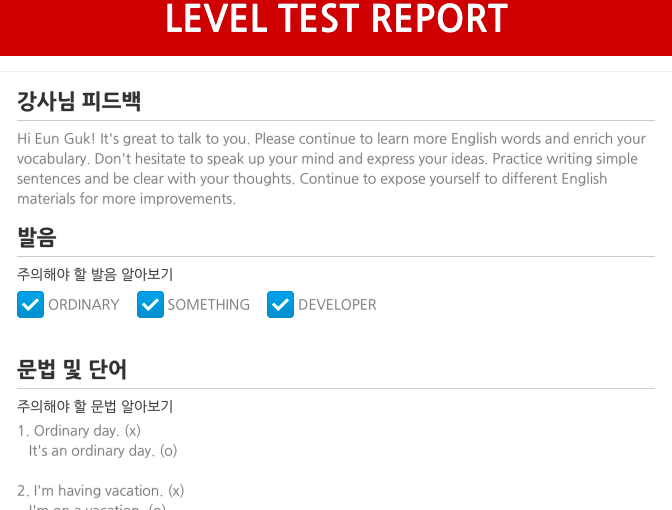 LEVEL TEST REPORT
강사님 피드백
Hi Eun Guk! It's great to talk to you. Please continue to learn more English words and enrich your
vocabulary. Don't hesitate to speak up your mind and express your ideas. Practice writing simple
sentences and be clear with your thoughts. Continue to expose yourself to different English
materials for more improvements.
발음
주의해야 할 발음 알아보기
ORDINARY SOMETHING DEVELOPER
문법 및 단어
주의해야 할 문법 알아보기
1. Ordinary day. (x)
It's an ordinary day. (o)
2. I'm having vacation. (x)
I'm on a vacation. (o)